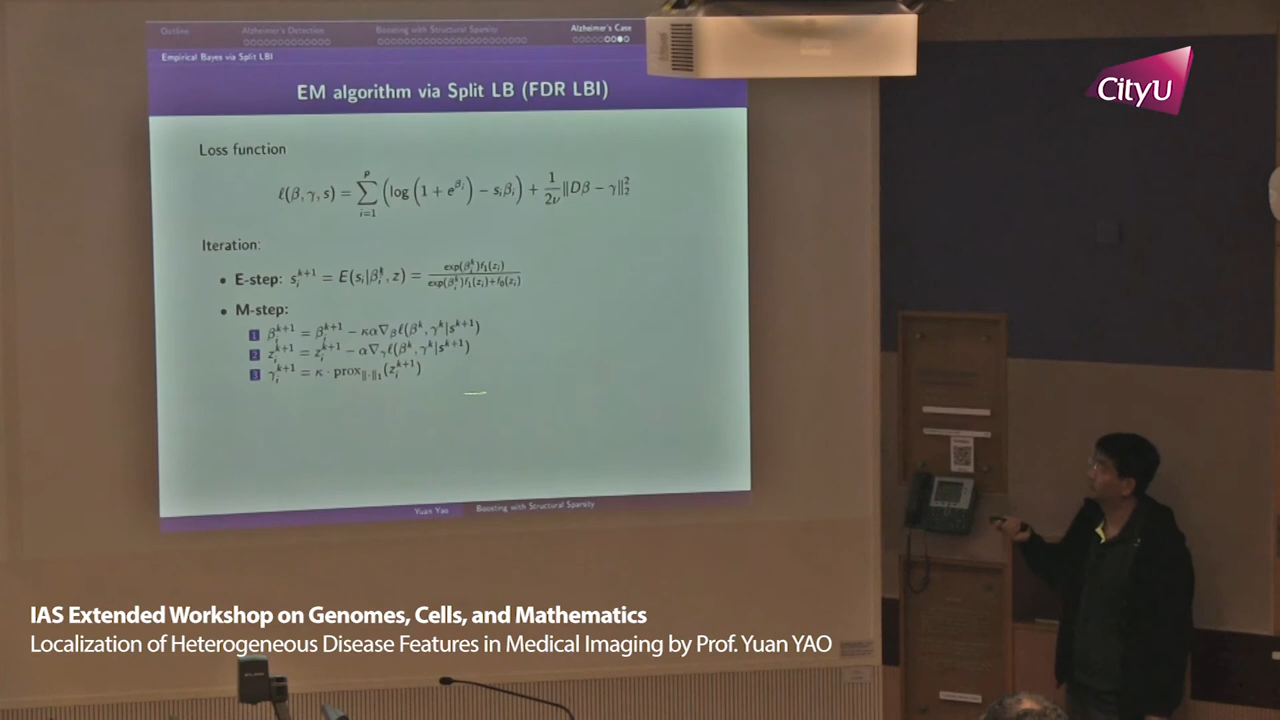 Outline
Alzheimer's Detection
Boosting with Structural Sparsity
Alzheimer's Case
Empirical Bayes via Split LBI
EM algorithm via Split LB (FDR LBI)
Loss function
ℓ(β, γ, s) = ∑_{i=1}^{p} (log (1 + e^{β_i}) − s_iβ_i) + \frac{1}{2ν}‖Dβ − γ‖_2^2
Iteration:
• E-step: s_i^{k+1} = E(s_i|β_i^k, z) = \frac{exp(β_i^k)f_1(z_i)}{exp(β_i^k)f_1(z_i)+f_0(z_i)}
• M-step:
1 β_i^{k+1} = β_i^{k+1} − κα∇_βℓ(β^k, γ^k|s^{k+1})
2 z_i^{k+1} = z_i^{k+1} − α∇_γℓ(β^k, γ^k|s^{k+1})
3 γ_i^{k+1} = κ · prox_{‖·‖_1}(z_i^{k+1})
Yuan Yao
Boosting with Structural Sparsity
CityU
IAS Extended Workshop on Genomes, Cells, and Mathematics
Localization of Heterogeneous Disease Features in Medical Imaging by Prof. Yuan YAO